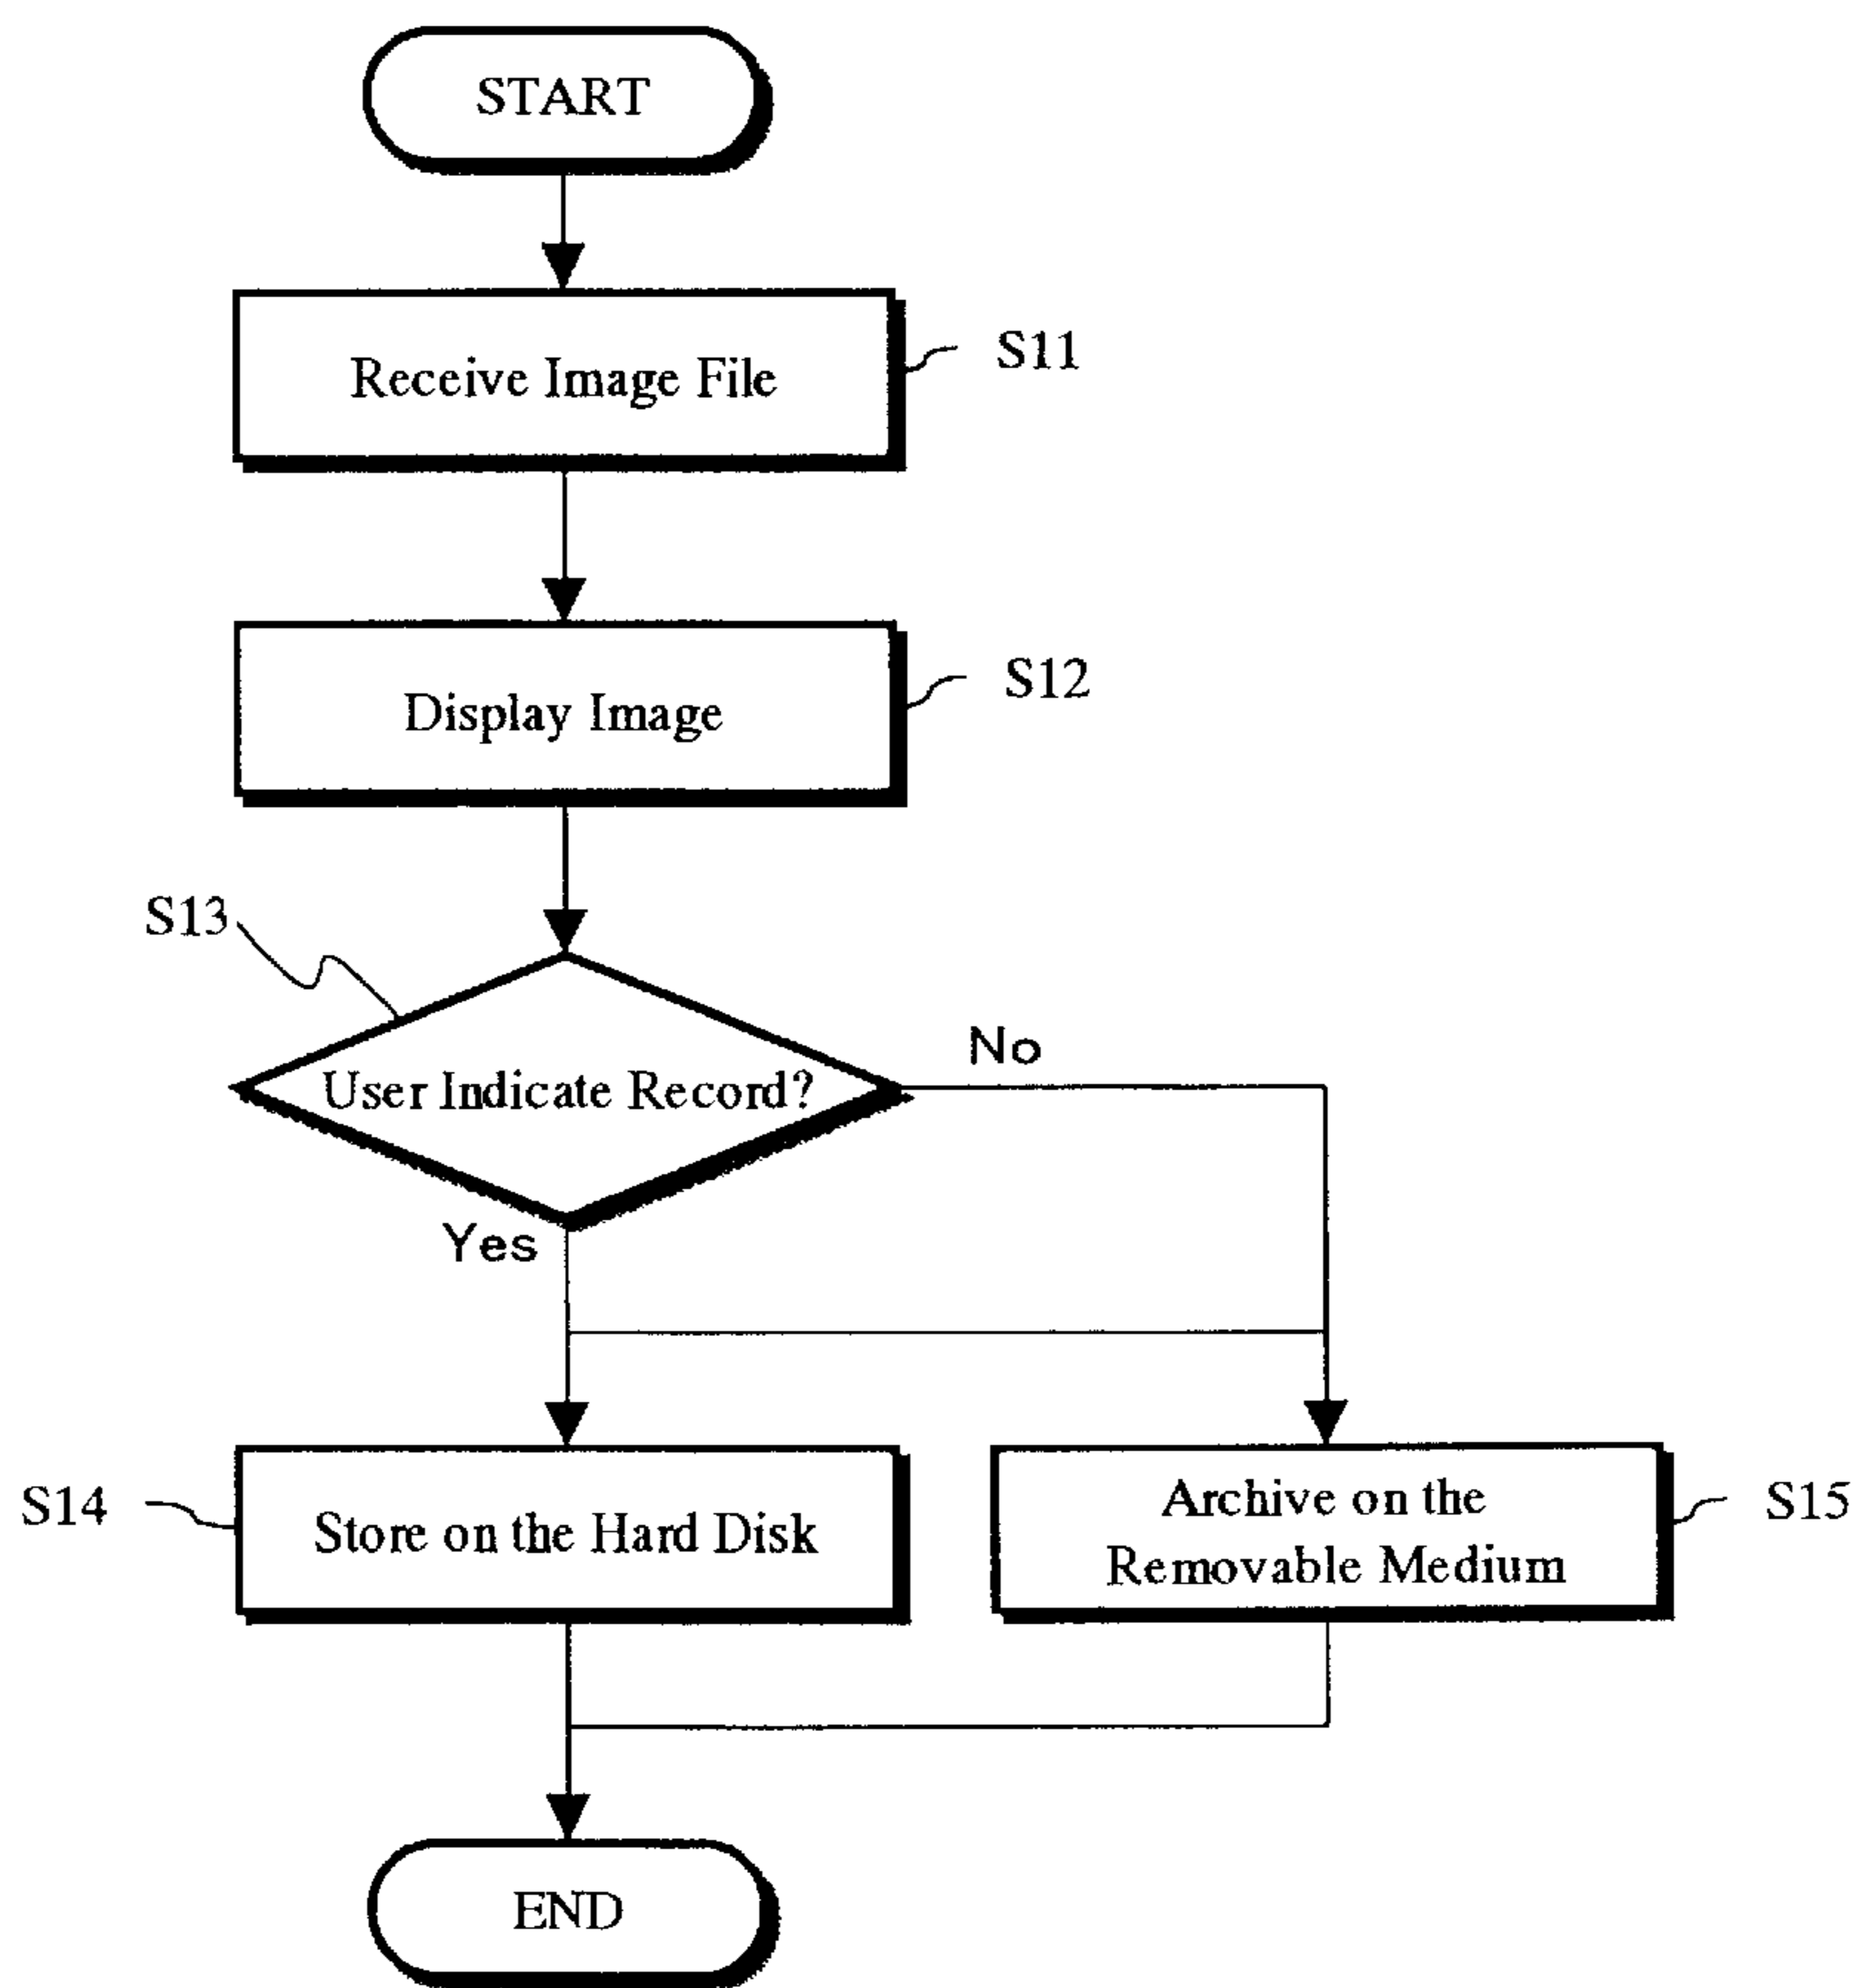 START
Receive Image File
S11
Display Image
S12
S13
User Indicate Record?
No
Yes
S14
Store on the Hard Disk
Archive on the
Removable Medium
S15
END